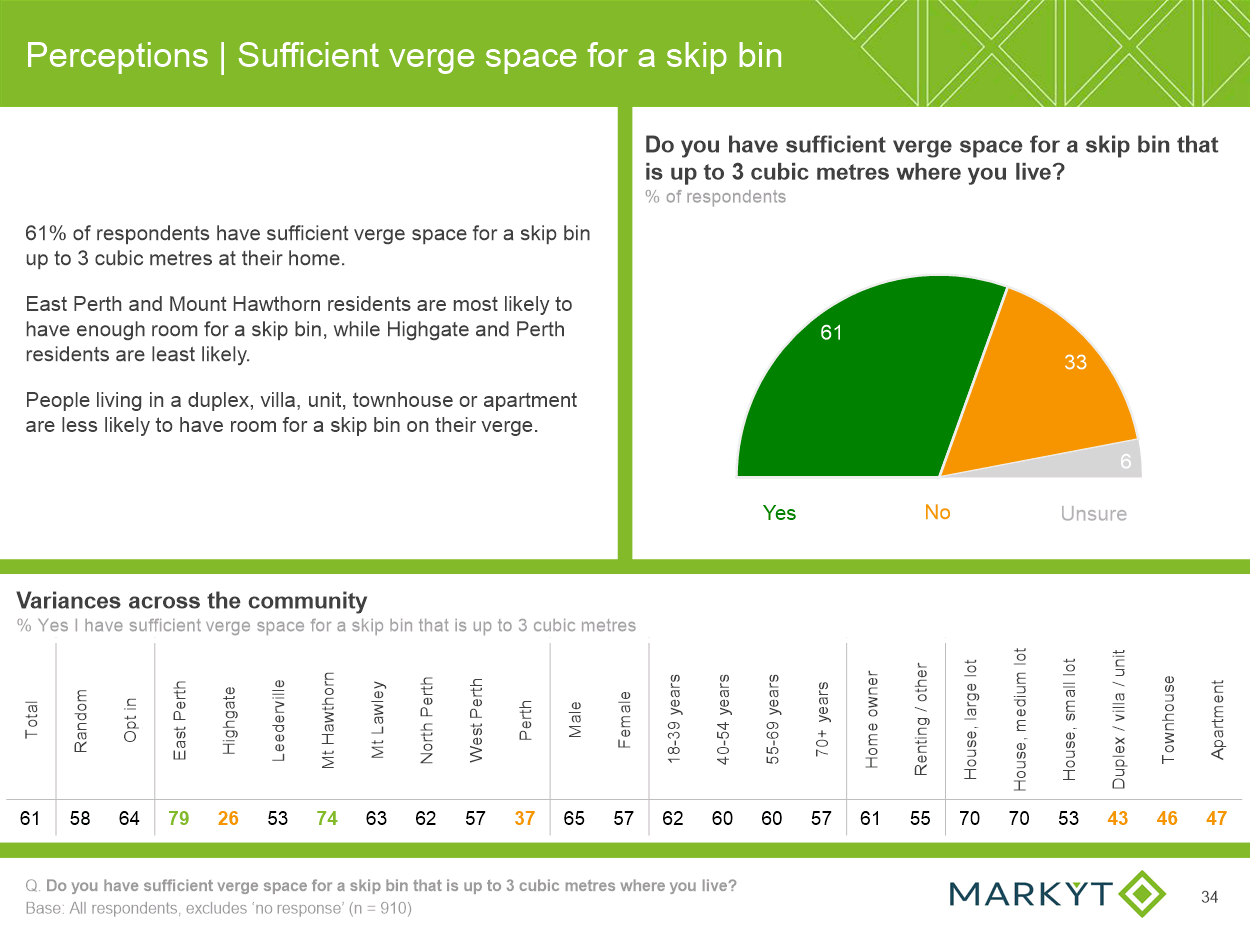 Perceptions | Sufficient verge space for a skip bin
61% of respondents have sufficient verge space for a skip bin
up to 3 cubic metres at their home.
East Perth and Mount Hawthorn residents are most likely to
have enough room for a skip bin, while Highgate and Perth
residents are least likely.
People living in a duplex, villa, unit, townhouse or apartment
are less likely to have room for a skip bin on their verge.
Do you have sufficient verge space for a skip bin that
is up to 3 cubic metres where you live?
% of respondents
61
33
6
Yes No Unsure
Variances across the community
% Yes I have sufficient verge space for a skip bin that is up to 3 cubic metres
Total
Random
Opt in
East Perth
Highgate
Leederville
Mt Hawthorn
Mt Lawley
North Perth
West Perth
Perth
Male
Female
18-39 years
40-54 years
55-69 years
70+ years
Home owner
Renting / other
House, large lot
House, medium lot
House, small lot
Duplex / villa / unit
Townhouse
Apartment
61 58 64 79 26 53 74 63 62 57 37 65 57 62 60 60 57 61 55 70 70 53 43 46 47
Q. Do you have sufficient verge space for a skip bin that is up to 3 cubic metres where you live?
Base: All respondents, excludes 'no response' (n = 910)
MARKYT
34